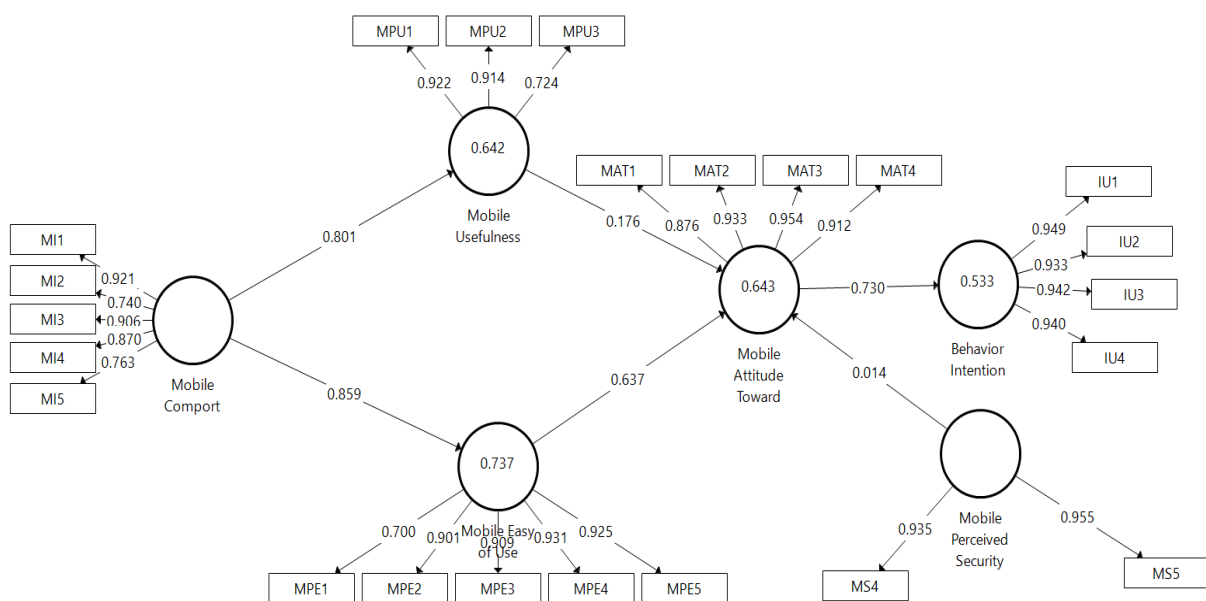 MPU1
MPU2
MPU3
0.922
0.914
0.724
0.642
Mobile
Usefulness
MAT1
MAT2
MAT3
MAT4
0.876
0.933
0.954
0.912
IU1
IU2
IU3
IU4
0.949
0.933
0.942
0.940
0.176
0.801
MI1
MI2
MI3
MI4
MI5
0.921
0.740
0.906
0.870
0.763
Mobile
Comport
0.643
Mobile
Attitude
Toward
0.730
0.533
Behavior
Intention
0.859
0.637
0.014
0.737
Mobile Easy
of Use
0.700
0.901
0.909
0.931
0.925
MPE1
MPE2
MPE3
MPE4
MPE5
Mobile
Perceived
Security
0.935
0.955
MS4
MS5